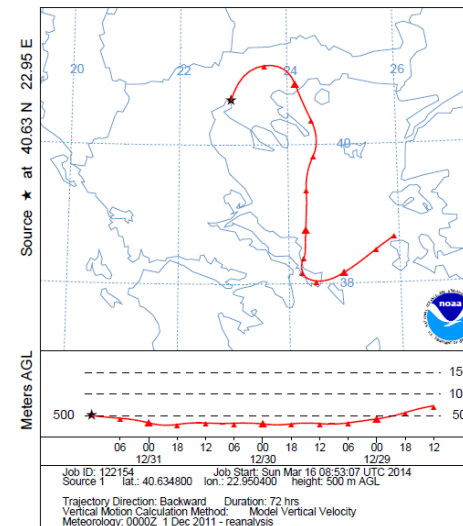 20 22 24 26
Source ★ at 40.63 N 22.95 E
40
38
noaa
Meters AGL
15
10
500 50
06 00 18 12 06 00 18 12 06 00 18 12
12/31 12/30 12/29
Job ID: 122154 Job Start: Sun Mar 16 08:53:07 UTC 2014
Source 1 lat.: 40.634800 lon.: 22.950400 height: 500 m AGL
Trajectory Direction: Backward Duration: 72 hrs
Vertical Motion Calculation Method: Model Vertical Velocity
Meteorology: 0000Z 1 Dec 2011 - reanalysis